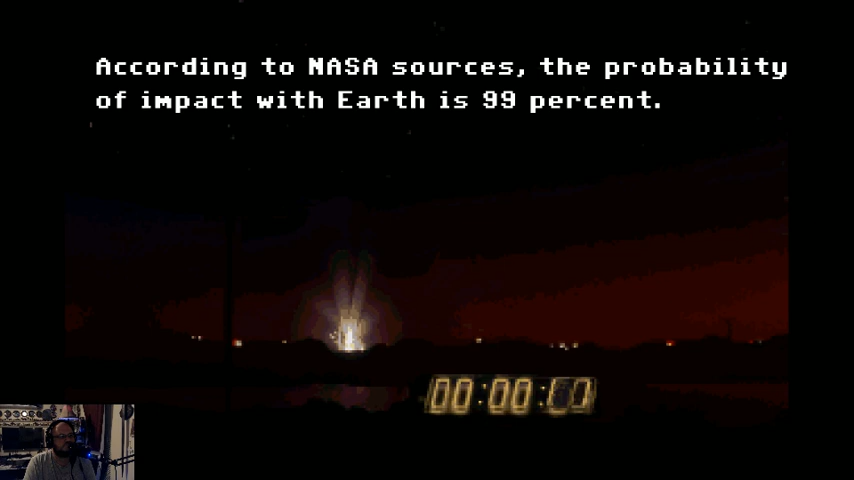 According to NASA sources, the probability
of impact with Earth is 99 percent.